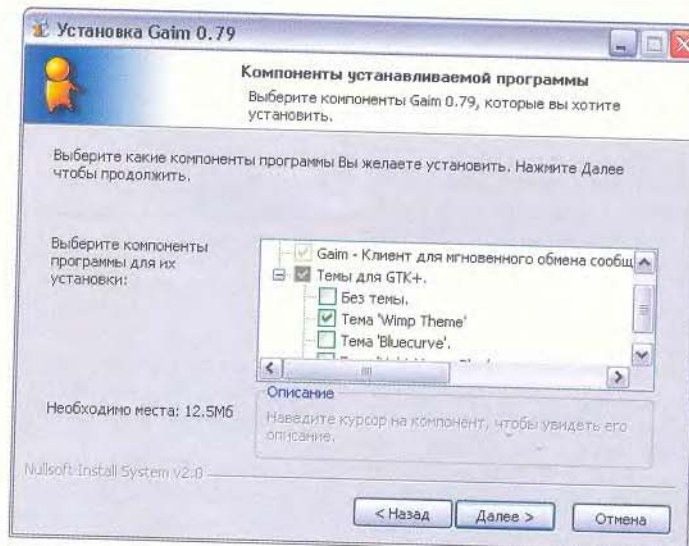 Установка Gaim 0.79
Компоненты устанавливаемой программы
Выберите компоненты Gaim 0.79, которые вы хотите
установить.
Выберите какие компоненты программы Вы желаете установить. Нажмите Далее
чтобы продолжить.
Выберите компоненты
программы для их
установки:
Gaim - Клиент для мгновенного обмена сообщ
Темы для GTK+.
Без темы.
Тема 'Wimp Theme'
Тема 'Bluecurve'.
Необходимо места: 12.5Мб
Описание
Наведите курсор на компонент, чтобы увидеть его
описание.
Nullsoft Install System v2.0
< Назад
Далее >
Отмена